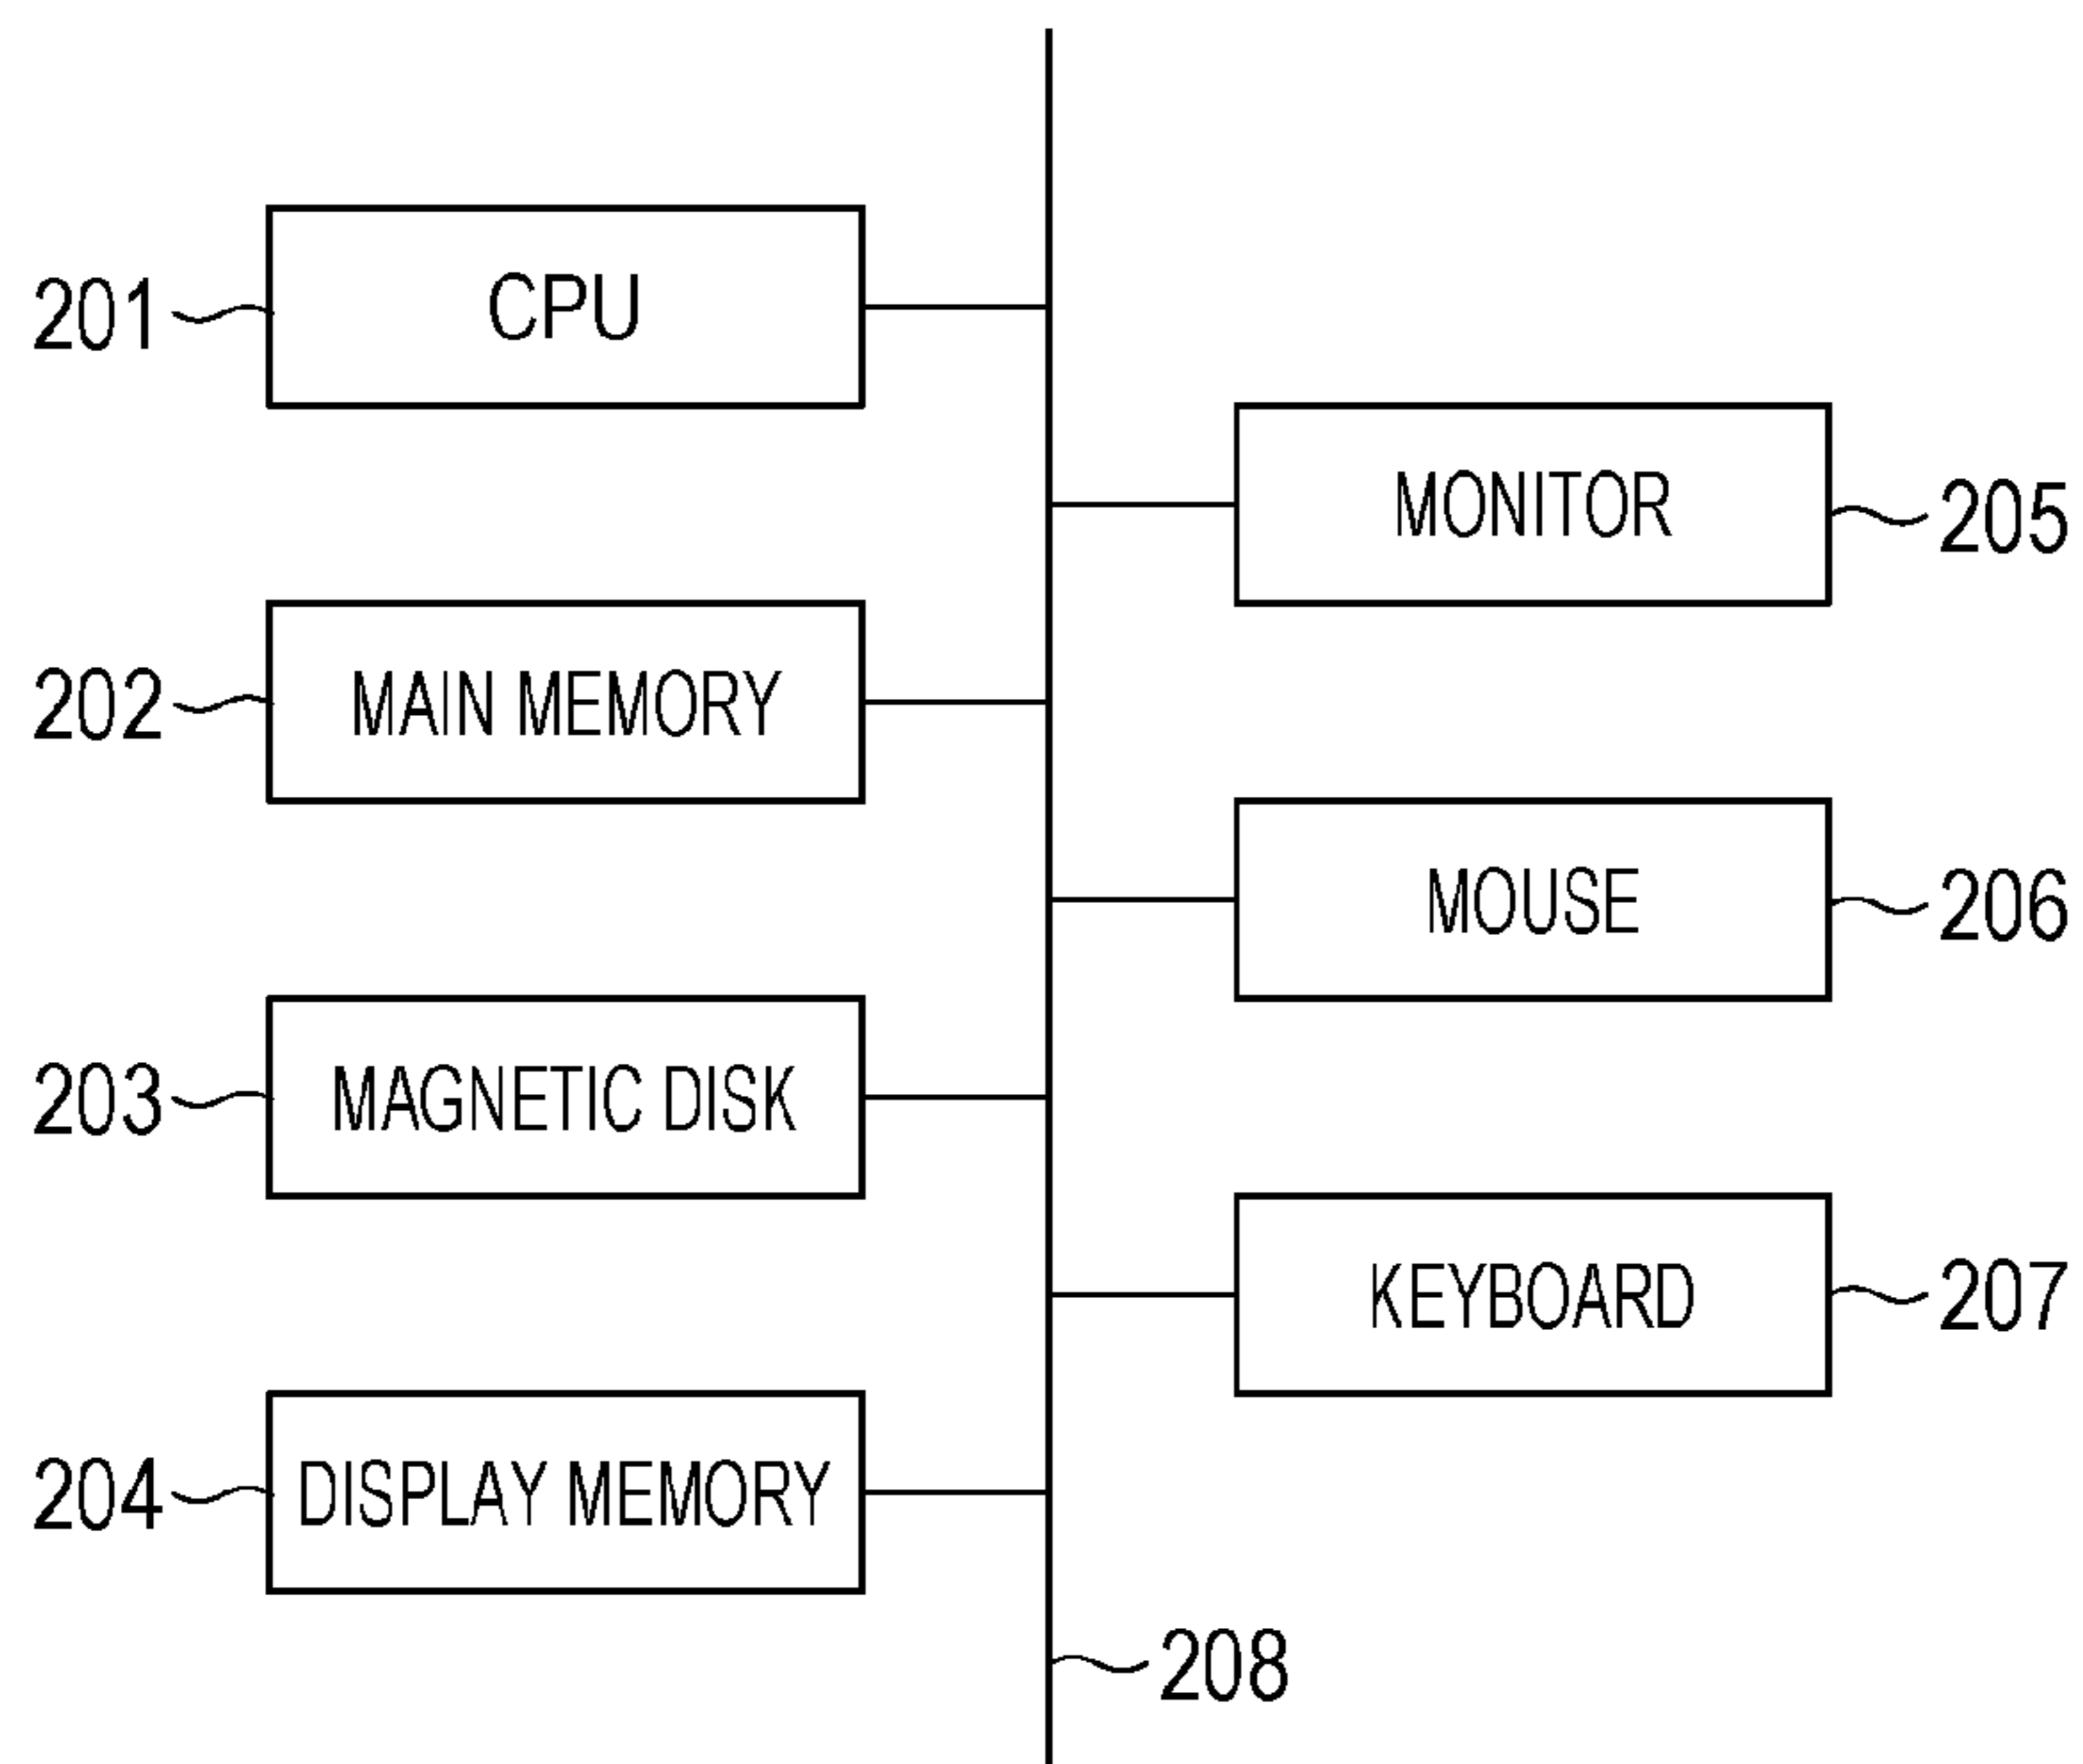 201 CPU
MONITOR 205
202 MAIN MEMORY
MOUSE 206
203 MAGNETIC DISK
KEYBOARD 207
204 DISPLAY MEMORY
208